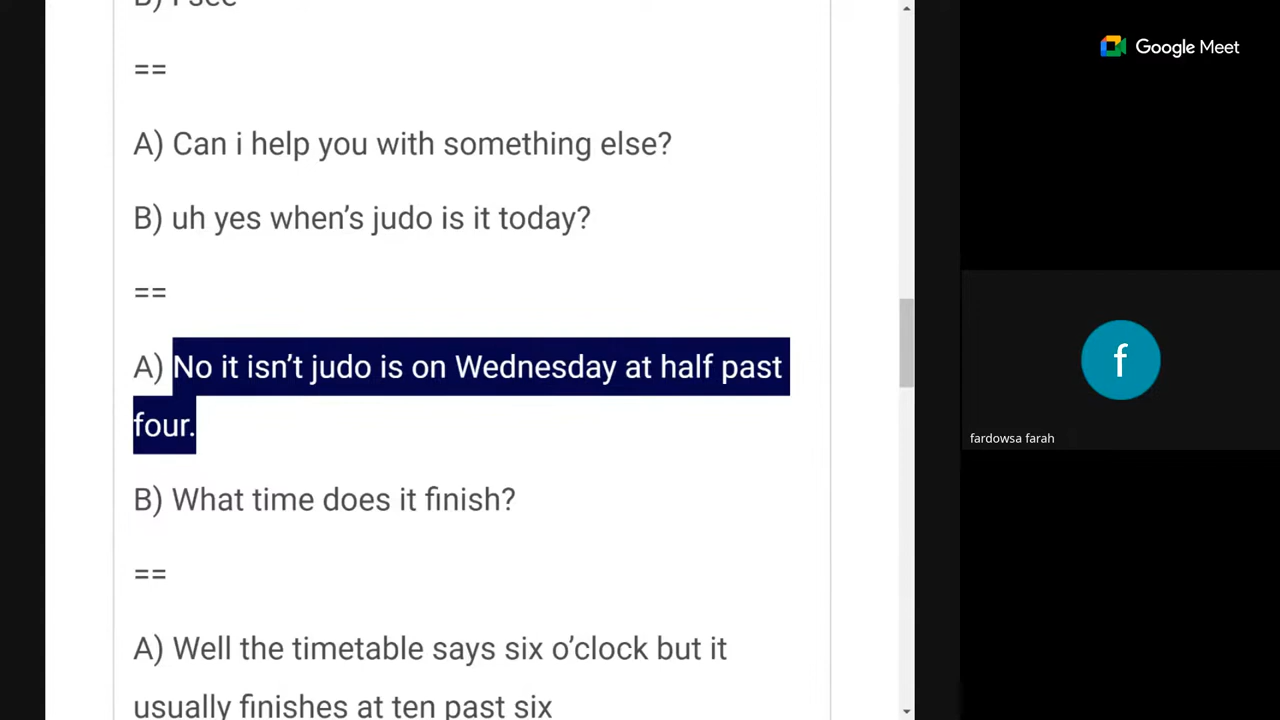 B) I see
==
A) Can i help you with something else?
B) uh yes when’s judo is it today?
==
A) No it isn’t judo is on Wednesday at half past
four.
B) What time does it finish?
==
A) Well the timetable says six o’clock but it
usually finishes at ten past six
Google Meet
f
fardowsa farah